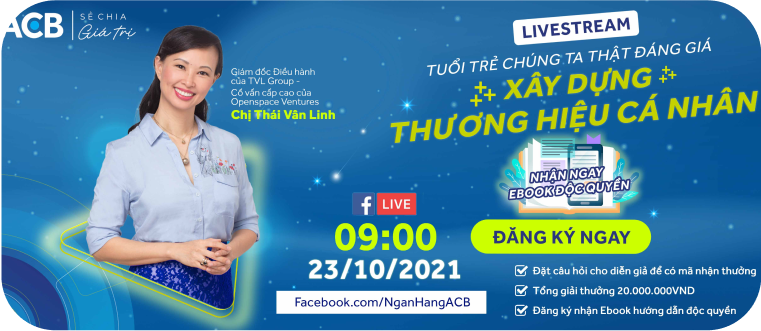 ACB
SẺ CHIA
Giá trị
Giám đốc Điều hành
của TVL Group -
Cố vấn cấp cao của
Openspace Ventures
Chị Thái Vân Linh
LIVESTREAM
TUỔI TRẺ CHÚNG TA THẬT ĐÁNG GIÁ
XÂY DỰNG
THƯƠNG HIỆU CÁ NHÂN
NHẬN NGAY
EBOOK ĐỘC QUYỀN
f LIVE
09:00
23/10/2021
Facebook.com/NganHangACB
ĐĂNG KÝ NGAY
Đặt câu hỏi cho diễn giả để có mã nhận thưởng
Tổng giải thưởng 20.000.000VND
Đăng ký nhận Ebook hướng dẫn độc quyền